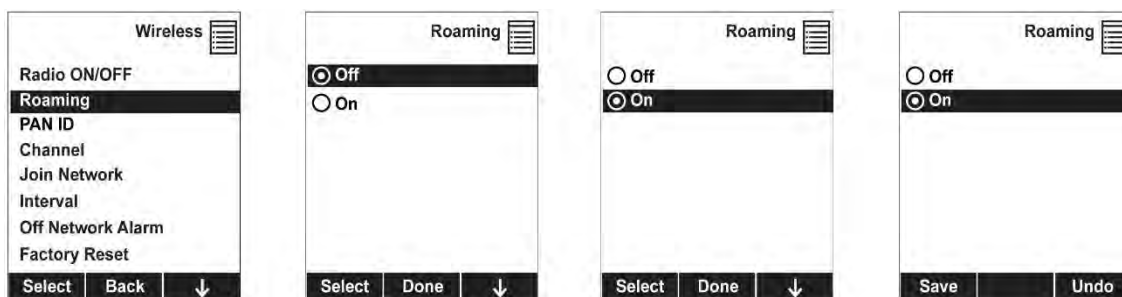 Wireless
Radio ON/OFF
Roaming
PAN ID
Channel
Join Network
Interval
Off Network Alarm
Factory Reset
Select Back ↓
Roaming
Off
On
Select Done ↓
Roaming
Off
On
Select Done ↓
Roaming
Off
On
Save Undo